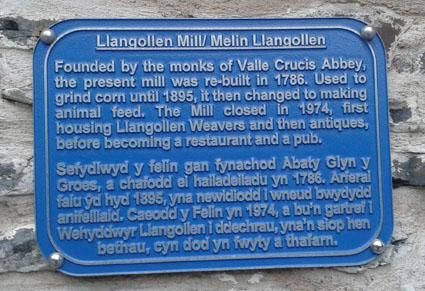 Llangollen Mill/ Melin Llangollen
Founded by the monks of Valle Crucis Abbey,
the present mill was re-built in 1786. Used to
grind corn until 1895, it then changed to making
animal feed. The Mill closed in 1974, first
housing Llangollen Weavers and then antiques,
before becoming a restaurant and a pub.
Sefydlwyd y felin gan fynachod Abaty Glyn y
Groes, a chafodd ei hailadeiladu yn 1786. Arferai
falu ŷd hyd 1895, yna newidiodd i wneud bwydydd
anifeiliaid. Caeodd y Felin yn 1974, a bu'n gartref i
Wehyddwyr Llangollen i ddechrau, yna'n siop hen
bethau, cyn dod yn fwyty a thafarn.